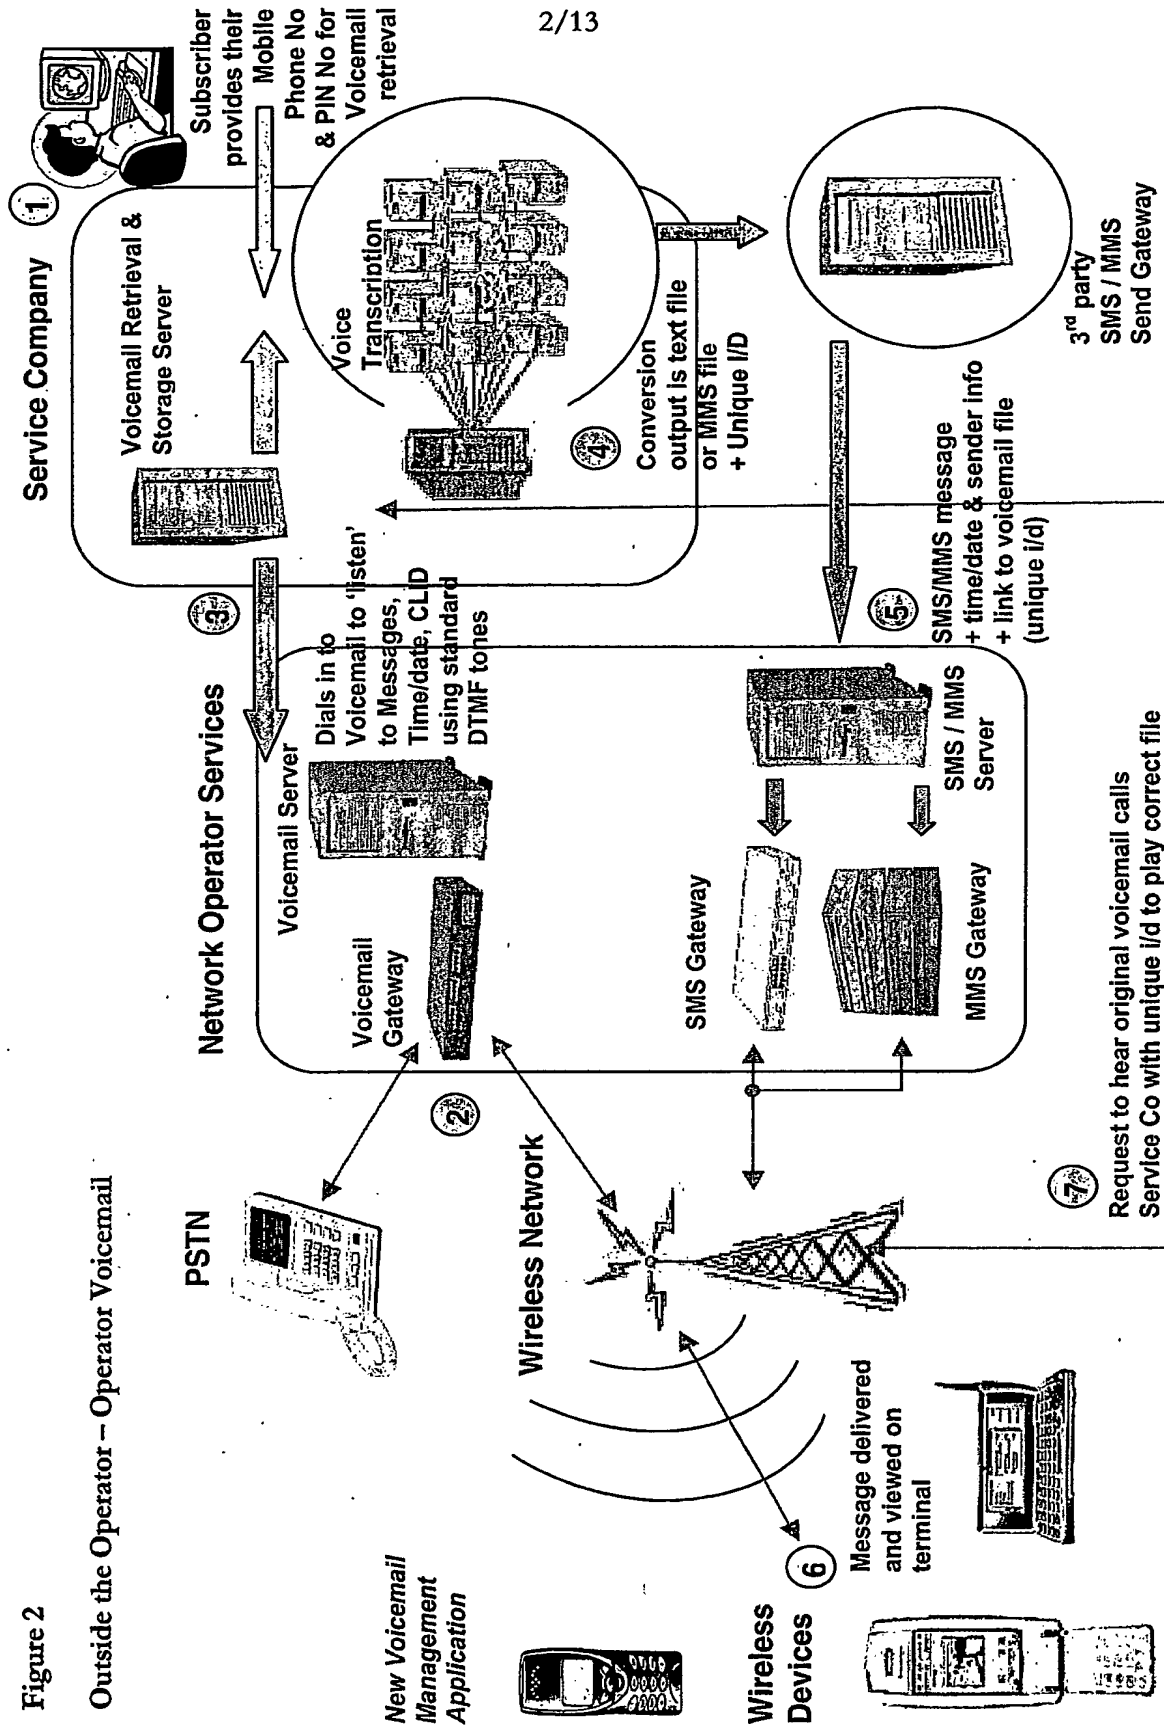 2/13
Figure 2
Outside the Operator – Operator Voicemail
Service Company
1
Subscriber
provides their
Mobile
Phone No
& PIN No for
Voicemail
retrieval
Voicemail Retrieval &
Storage Server
Voice
Transcription
4
Conversion
output is text file
or MMS file
+ Unique I/D
3rd party
SMS / MMS
Send Gateway
Network Operator Services
3
Dials in to
Voicemail to 'listen'
to Messages,
Time/date, CLID
using standard
DTMF tones
Voicemail Server
Voicemail
Gateway
2
5
SMS/MMS message
+ time/date & sender info
+ link to voicemail file
(unique i/d)
SMS / MMS
Server
SMS Gateway
MMS Gateway
PSTN
Wireless Network
7
Request to hear original voicemail calls
Service Co with unique i/d to play correct file
New Voicemail
Management
Application
Wireless
Devices
6
Message delivered
and viewed on
terminal